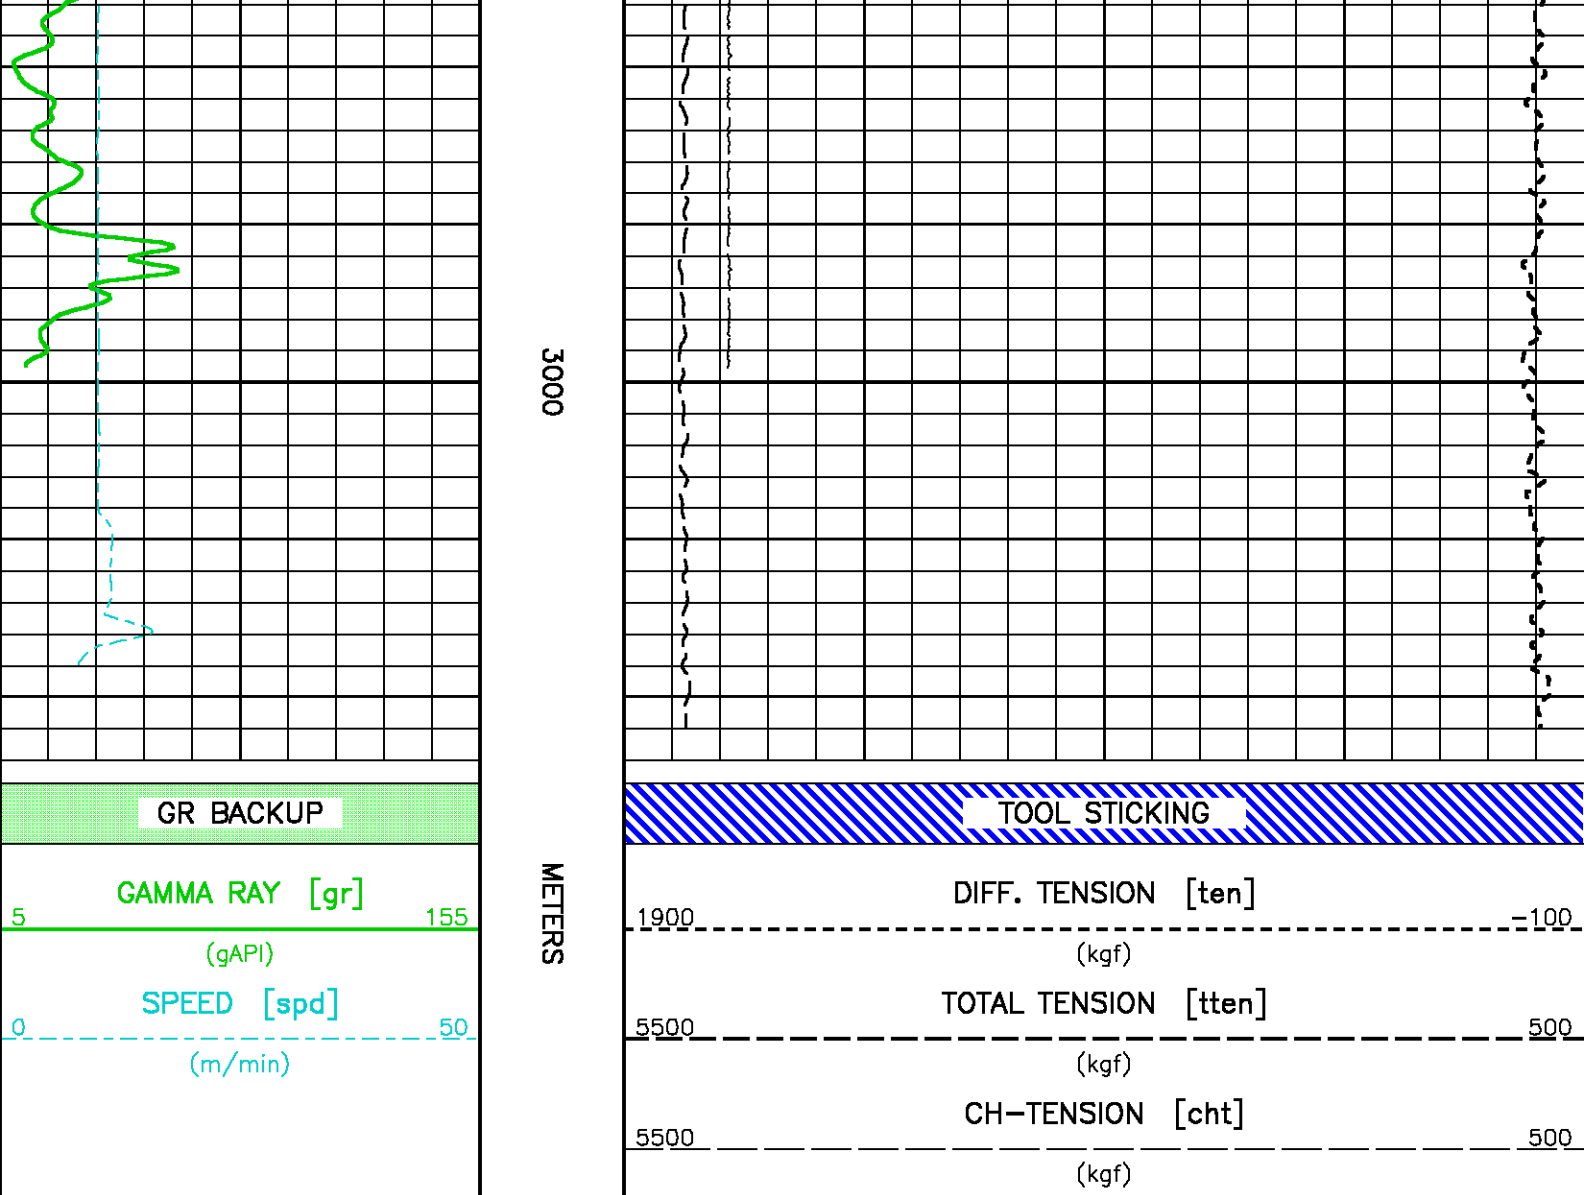 3000
GR BACKUP
TOOL STICKING
METERS
GAMMA RAY [gr]
5 155
(gAPI)
SPEED [spd]
0 50
(m/min)
DIFF. TENSION [ten]
1900 -100
(kgf)
TOTAL TENSION [tten]
5500 500
(kgf)
CH-TENSION [cht]
5500 500
(kgf)